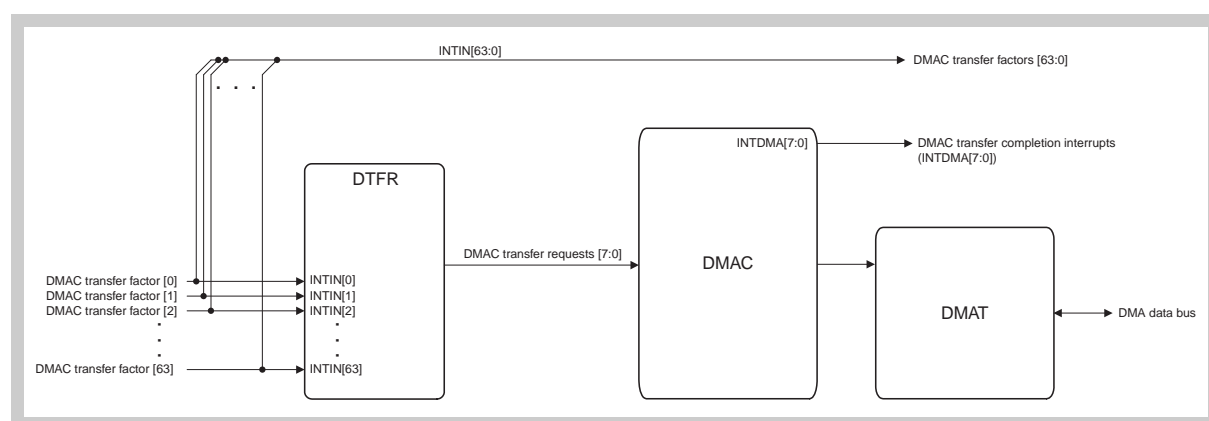 INTIN[63:0]
DMAC transfer factors [63:0]
INTDMA[7:0]
DMAC transfer completion interrupts
(INTDMA[7:0])
DTFR
DMAC transfer requests [7:0]
DMAC
DMAC transfer factor [0]
INTIN[0]
DMAC transfer factor [1]
INTIN[1]
DMAC transfer factor [2]
INTIN[2]
DMAT
DMA data bus
DMAC transfer factor [63]
INTIN[63]